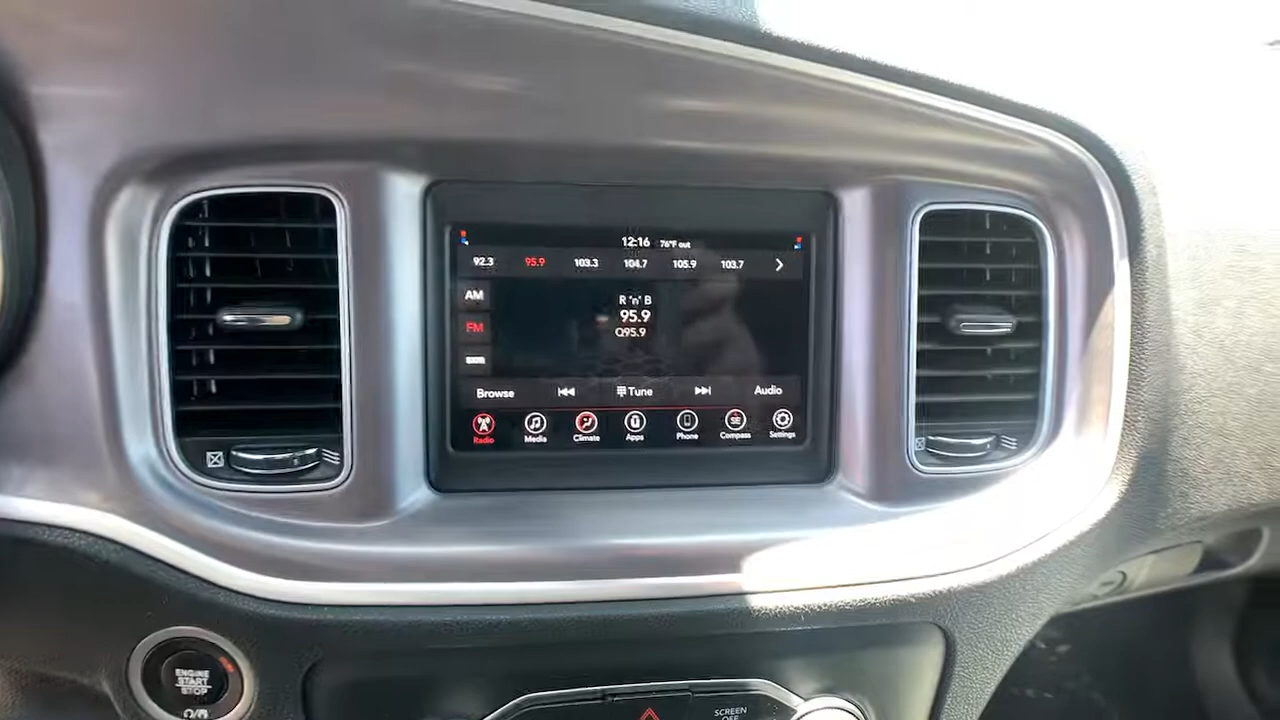 12:16 76°F out
92.3 95.9 103.3 104.7 105.9 103.7
AM
FM
R 'n' B
95.9
Q95.9
Browse Tune Audio
Radio Media Climate Apps Phone Compass Settings
SE
ENGINE
START
STOP
SCREEN
OFF